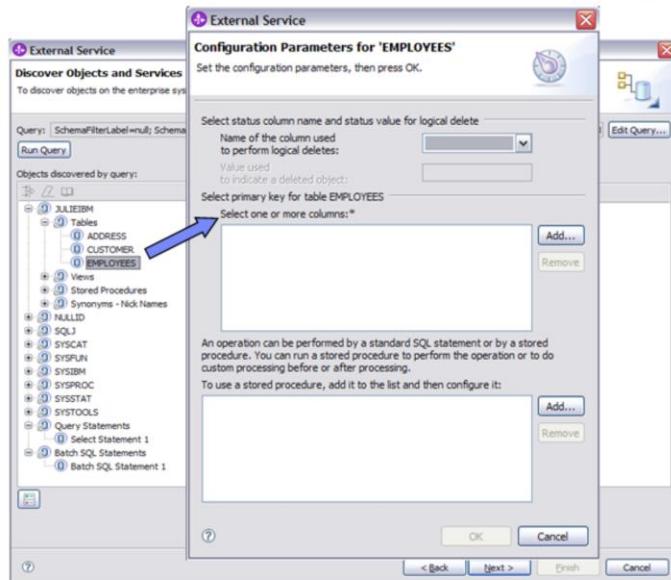 External Service
Configuration Parameters for 'EMPLOYEES'
Set the configuration parameters, then press OK.
Select status column name and status value for logical delete
Name of the column used
to perform logical deletes:
Value used
to indicate a deleted object:
Select primary key for table EMPLOYEES
Select one or more columns:*
Add...
Remove
An operation can be performed by a standard SQL statement or by a stored
procedure. You can run a stored procedure to perform the operation or to do
custom processing before or after processing.
To use a stored procedure, add it to the list and then configure it:
Add...
Remove
OK
Cancel
External Service
Discover Objects and Services
To discover objects on the enterprise sys
Query: SchemaFilterLabel=null; Schema
Edit Query...
Run Query
Objects discovered by query:
JULIEIBM
Tables
ADDRESS
CUSTOMER
EMPLOYEES
Views
Stored Procedures
Synonyms - Nick Names
NULLID
SQLJ
SYSCAT
SYSFUN
SYSIBM
SYSPROC
SYSSTAT
SYSTOOLS
Query Statements
Select Statement 1
Batch SQL Statements
Batch SQL Statement 1
< Back
Next >
Finish
Cancel